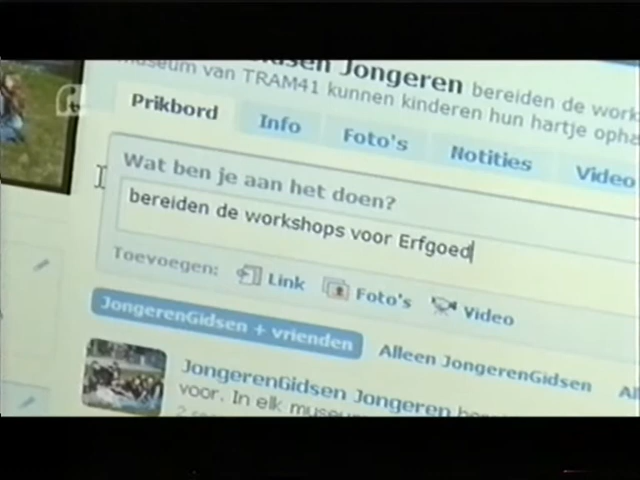 Jongeren bereiden de work
museum van TRAM41 kunnen kinderen hun hartje opha
Prikbord Info Foto's Notities Video
Wat ben je aan het doen?
bereiden de workshops voor Erfgoed
Toevoegen: Link Foto's Video
JongerenGidsen + vrienden Alleen JongerenGidsen Al
JongerenGidsen Jongeren
voor. In elk museu